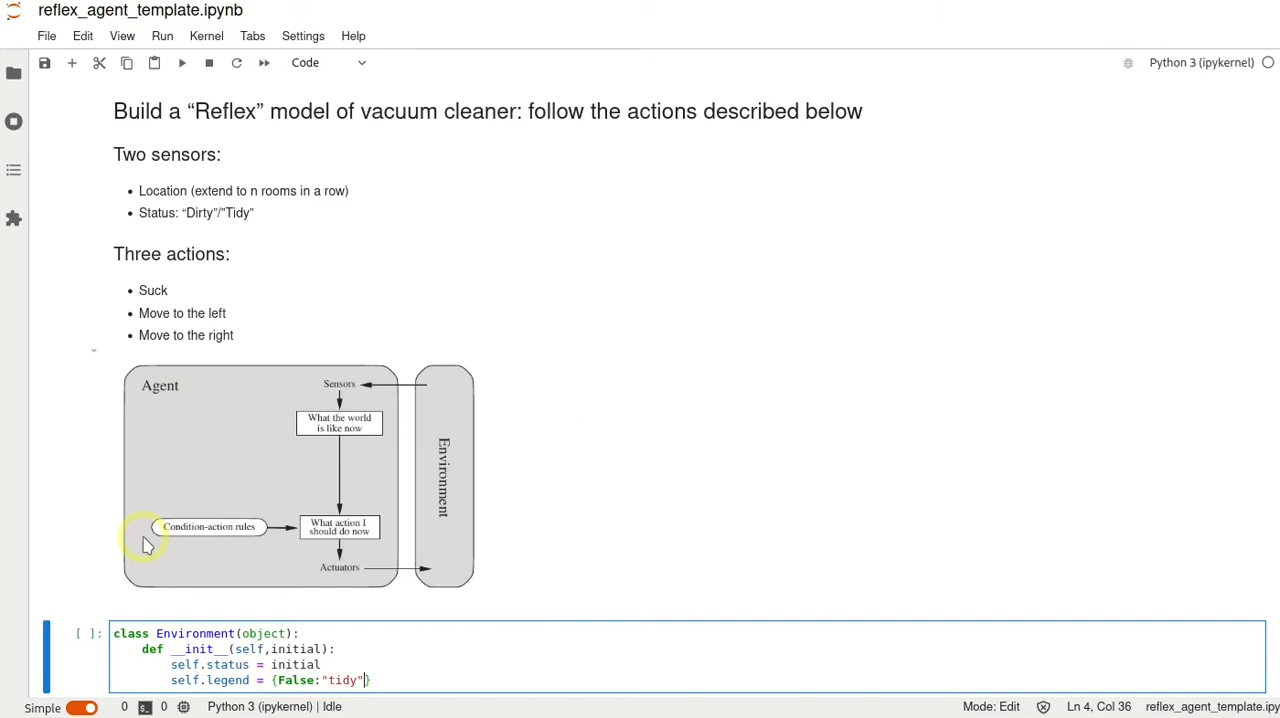 reflex_agent_template.ipynb
File Edit View Run Kernel Tabs Settings Help
Code Python 3 (ipykernel)
Build a “Reflex” model of vacuum cleaner: follow the actions described below
Two sensors:
Location (extend to n rooms in a row)
Status: “Dirty”/”Tidy”
Three actions:
Suck
Move to the left
Move to the right
Agent
Sensors
What the world
is like now
Environment
Condition-action rules
What action I
should do now
Actuators
[ ]: class Environment(object):
def __init__(self,initial):
self.status = initial
self.legend = {False:"tidy"}
Simple 0 0 Python 3 (ipykernel) | Idle Mode: Edit Ln 4, Col 36 reflex_agent_template.ipy